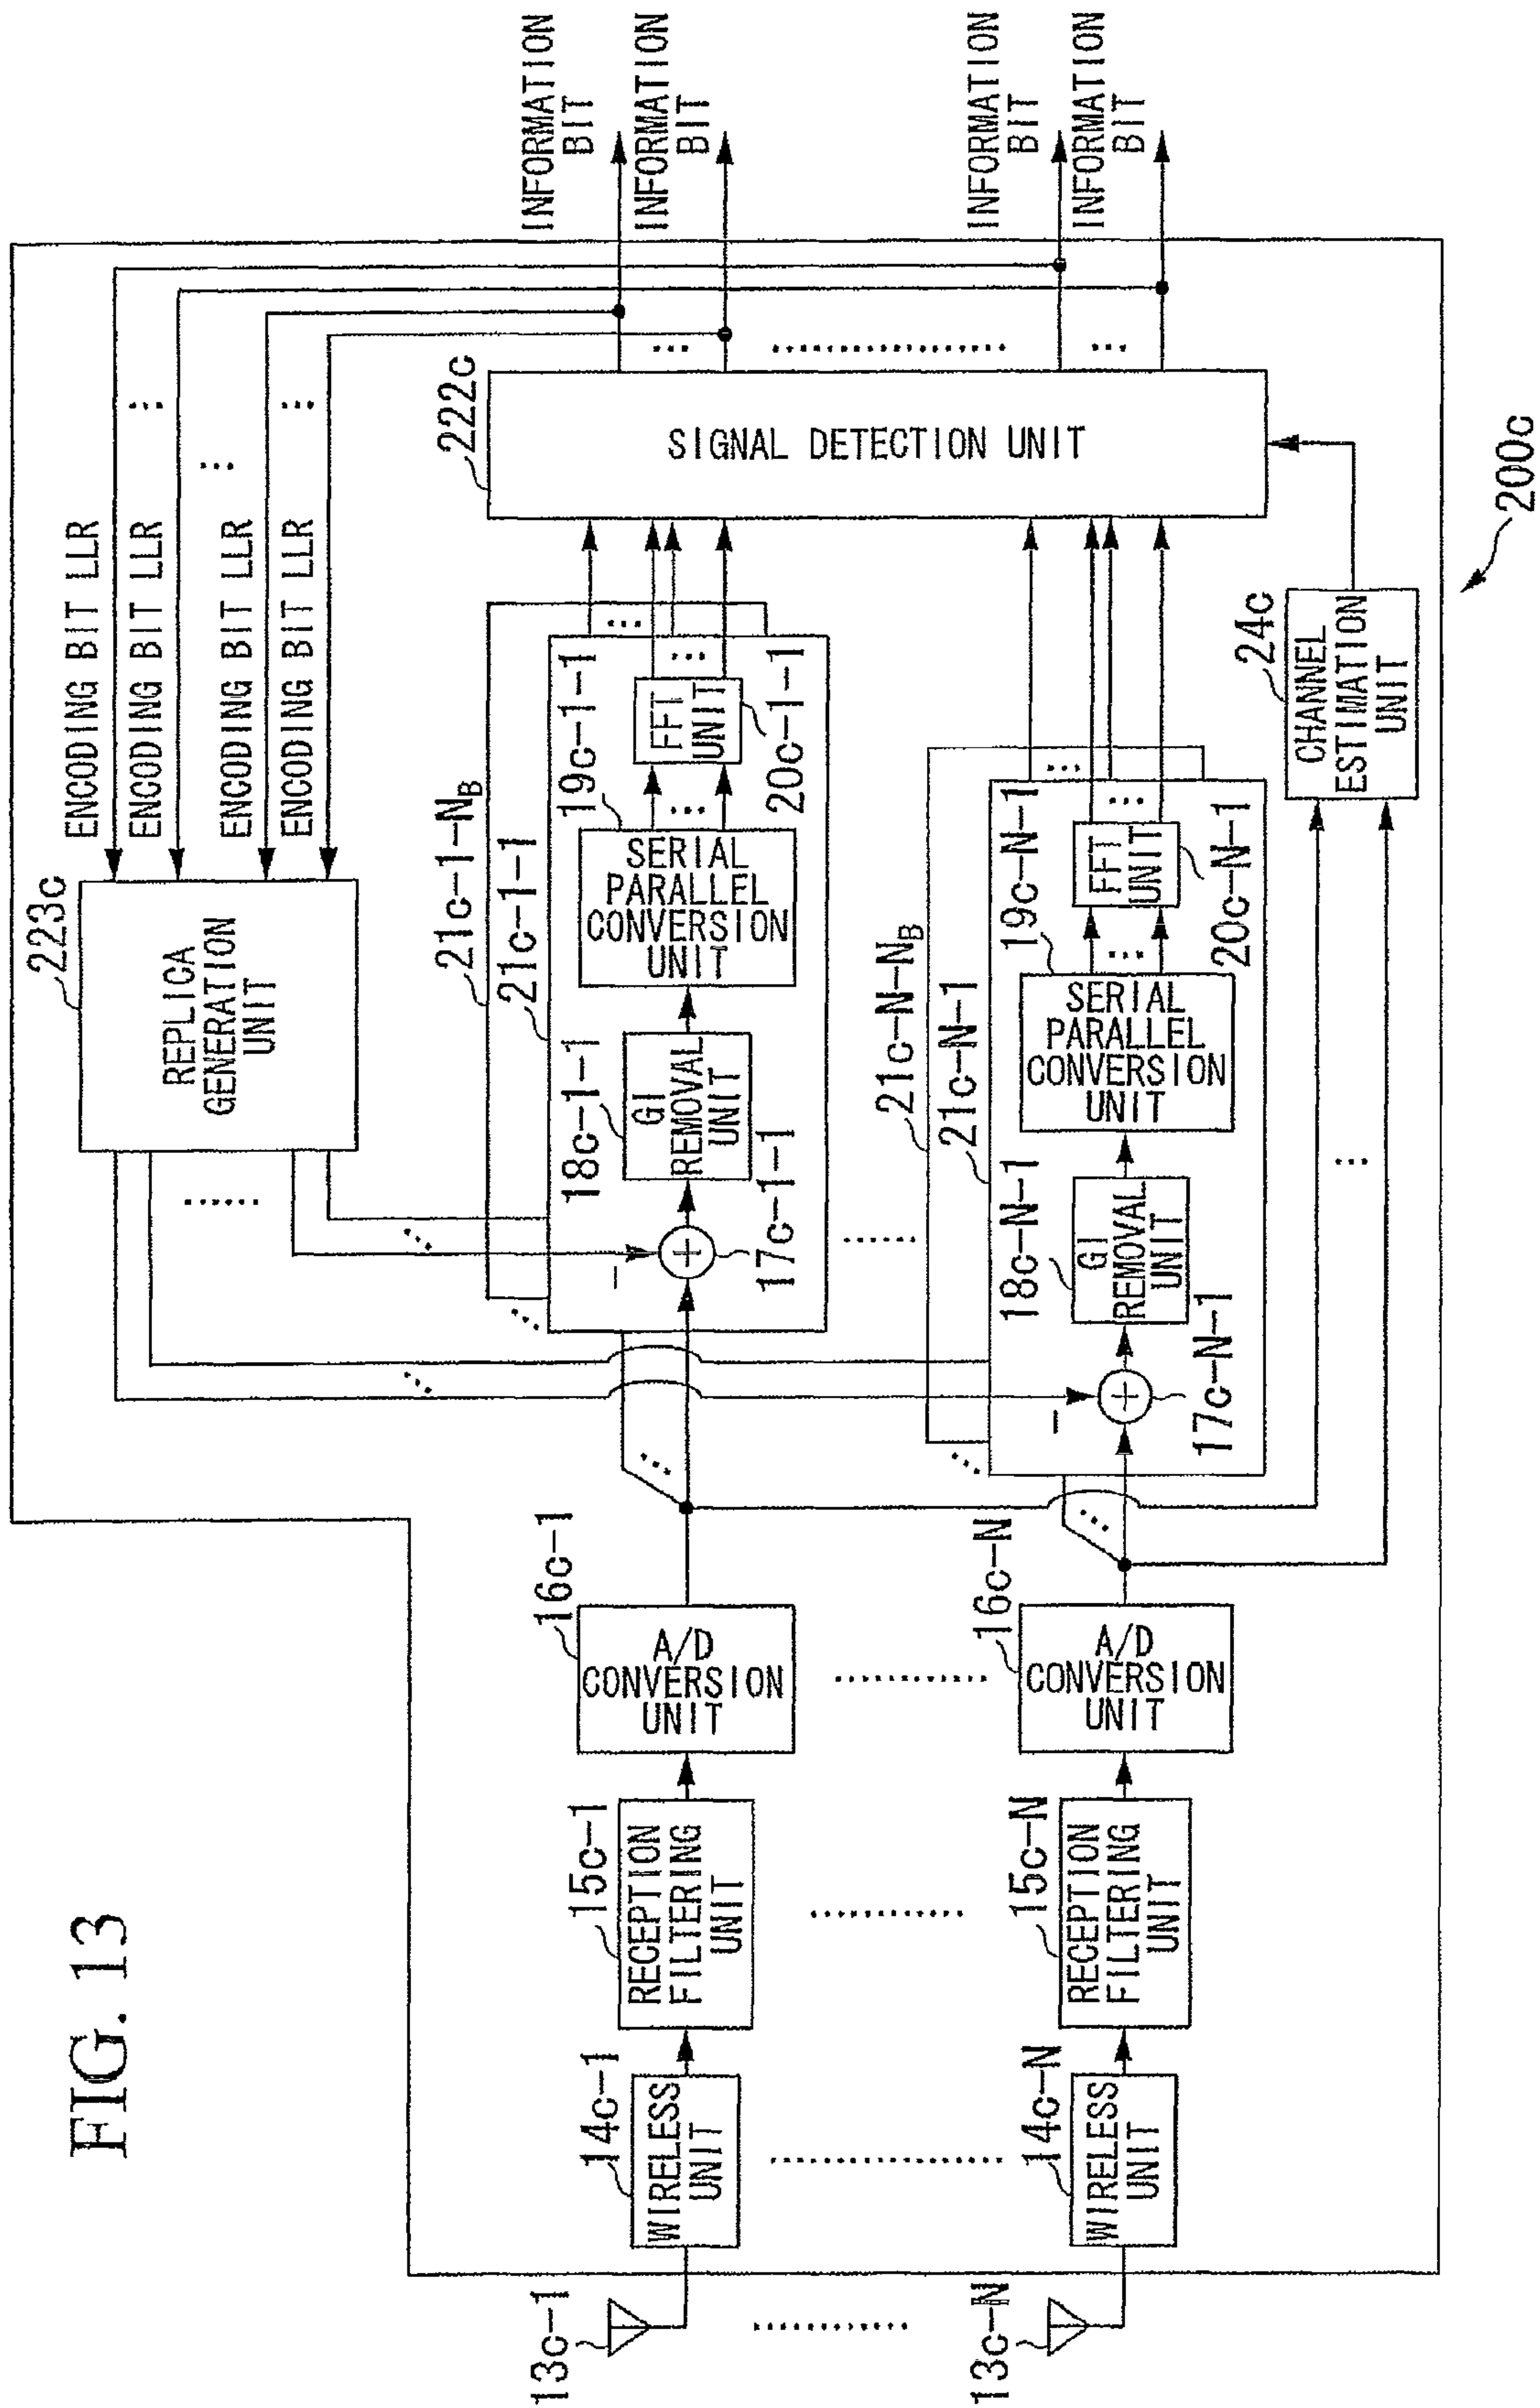 FIG. 13
223c
REPLICA
GENERATION
UNIT
ENCODING BIT LLR
ENCODING BIT LLR
ENCODING BIT LLR
ENCODING BIT LLR
13c-1
14c-1
WIRELESS
UNIT
15c-1
RECEPTION
FILTERING
UNIT
16c-1
A/D
CONVERSION
UNIT
21c-1-NB
21c-1-1
−
+
17c-1-1
18c-1-1
GI
REMOVAL
UNIT
19c-1-1
SERIAL
PARALLEL
CONVERSION
UNIT
FFT
UNIT
20c-1-1
222c
SIGNAL DETECTION UNIT
INFORMATION
BIT
INFORMATION
BIT
INFORMATION
BIT
INFORMATION
BIT
13c-N
14c-N
WIRELESS
UNIT
15c-N
RECEPTION
FILTERING
UNIT
16c-N
A/D
CONVERSION
UNIT
21c-N-NB
21c-N-1
−
+
17c-N-1
18c-N-1
GI
REMOVAL
UNIT
19c-N-1
SERIAL
PARALLEL
CONVERSION
UNIT
FFT
UNIT
20c-N-1
24c
CHANNEL
ESTIMATION
UNIT
200c